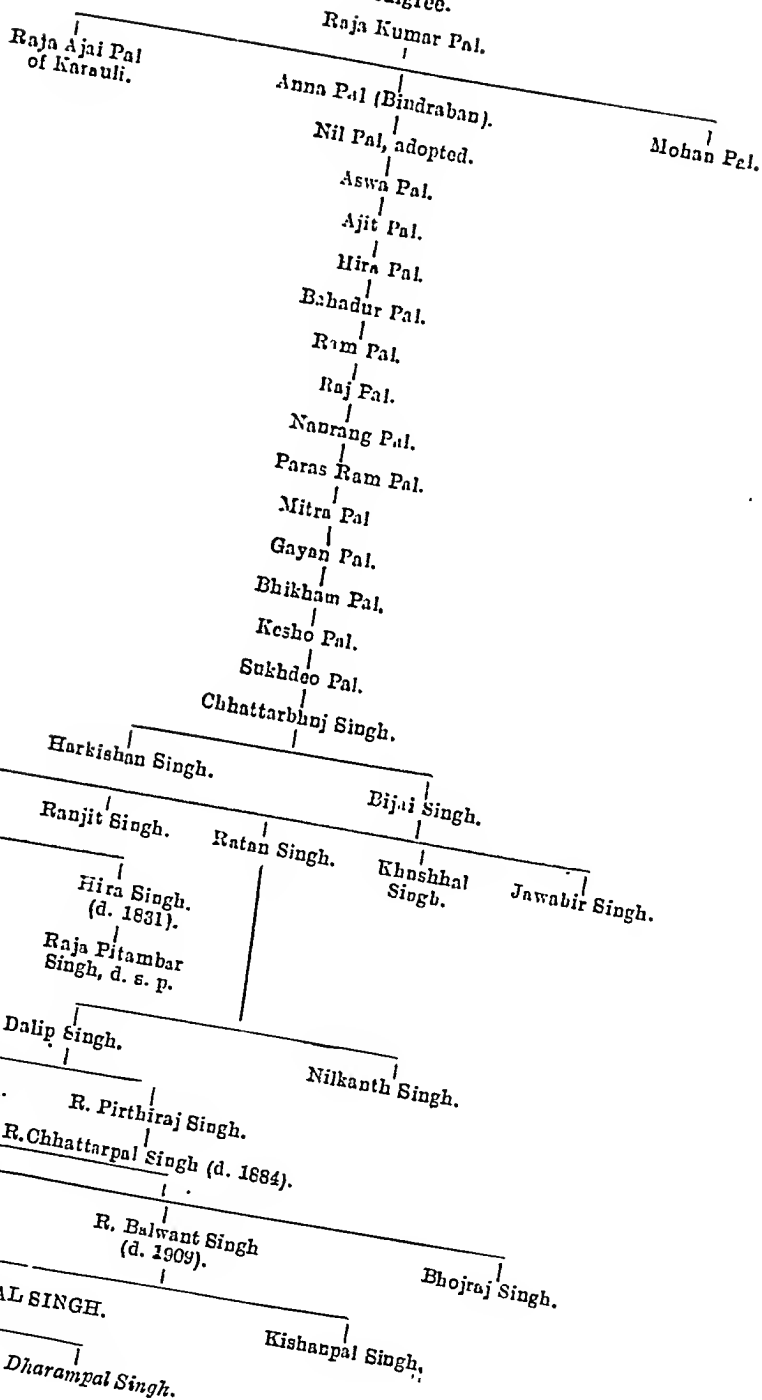 Raja Kumar Pal.
Raja Ajai Pal
of Karauli.
Anna Pal (Bindraban).
Mohan Pal.
Nil Pal, adopted.
Aswa Pal.
Ajit Pal.
Hira Pal.
Bahadur Pal.
Ram Pal.
Raj Pal.
Naurang Pal.
Paras Ram Pal.
Mitra Pal
Gayan Pal.
Bhikham Pal.
Kesho Pal.
Sukhdeo Pal.
Chhattarbhuj Singh.
Harkishan Singh.
Bijai Singh.
Ranjit Singh.
Ratan Singh.
Khushhal
Singh.
Jawahir Singh.
Hira Singh.
(d. 1831).
Raja Pitambar
Singh, d. s. p.
Dalip Singh.
Nilkanth Singh.
R. Pirthiraj Singh.
R. Chhattarpal Singh (d. 1884).
R. Balwant Singh
(d. 1909).
Bhojraj Singh.
AL SINGH.
Kishanpal Singh,
Dharampal Singh.